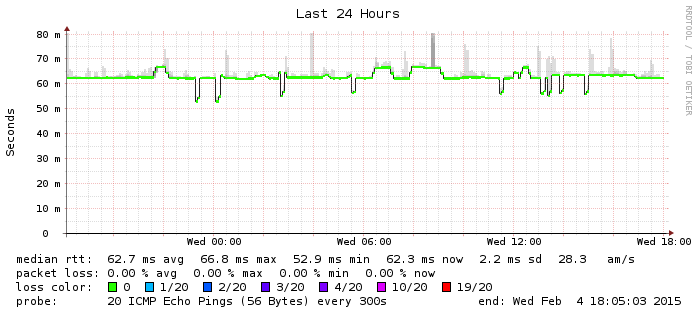 Last 24 Hours
RRDTOOL / TOBI OETIKER
Seconds
80 m
70 m
60 m
50 m
40 m
30 m
20 m
10 m
0
Wed 00:00 Wed 06:00 Wed 12:00 Wed 18:00
median rtt: 62.7 ms avg 66.8 ms max 52.9 ms min 62.3 ms now 2.2 ms sd 28.3 am/s
packet loss: 0.00 % avg 0.00 % max 0.00 % min 0.00 % now
loss color: 0 1/20 2/20 3/20 4/20 10/20 19/20
probe: 20 ICMP Echo Pings (56 Bytes) every 300s end: Wed Feb 4 18:05:03 2015